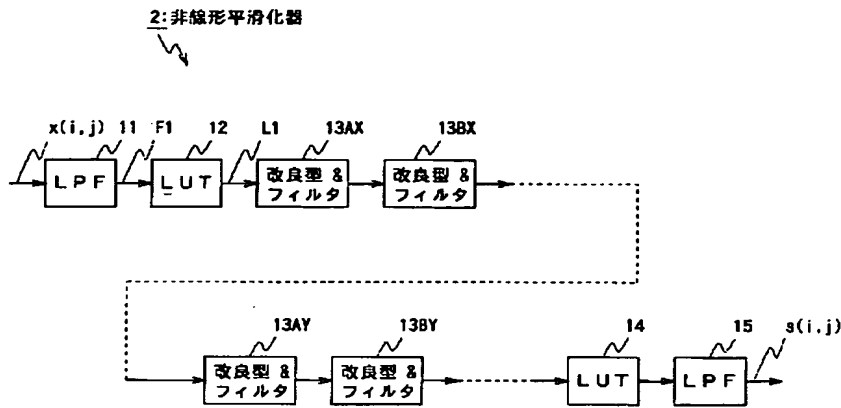 2:非線形平滑化器
x(i,j) 11 F1 12 L1 13AX 13BX
LPF
LUT
改良型 &
フィルタ
改良型 &
フィルタ
13AY 13BY 14 15 s(i,j)
改良型 &
フィルタ
改良型 &
フィルタ
LUT
LPF